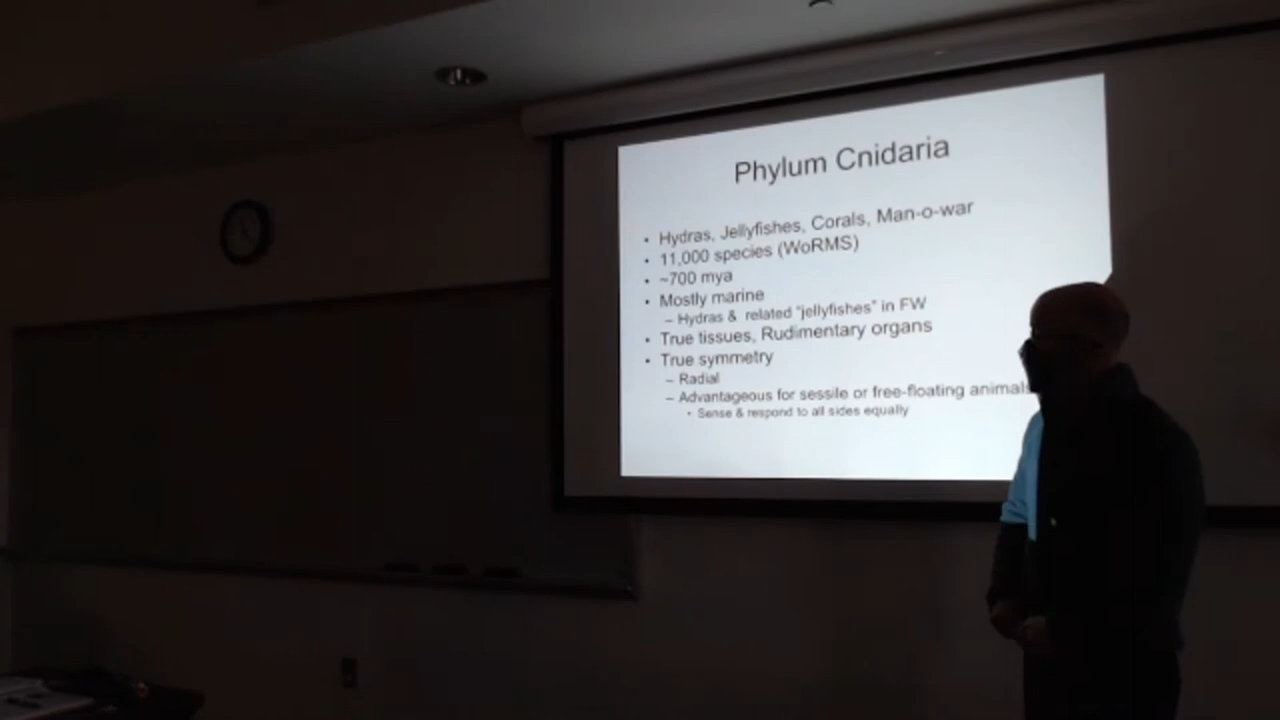 Phylum Cnidaria
• Hydras, Jellyfishes, Corals, Man-o-war
• 11,000 species (WoRMS)
• ~700 mya
• Mostly marine
– Hydras & related "jellyfishes" in FW
• True tissues, Rudimentary organs
• True symmetry
– Radial
– Advantageous for sessile or free-floating animals
• Sense & respond to all sides equally